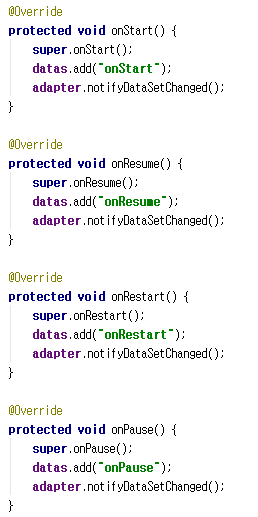 @Override
protected void onStart() {
    super.onStart();
    datas.add("onStart");
    adapter.notifyDataSetChanged();
}

@Override
protected void onResume() {
    super.onResume();
    datas.add("onResume");
    adapter.notifyDataSetChanged();
}

@Override
protected void onRestart() {
    super.onRestart();
    datas.add("onRestart");
    adapter.notifyDataSetChanged();
}

@Override
protected void onPause() {
    super.onPause();
    datas.add("onPause");
    adapter.notifyDataSetChanged();
}